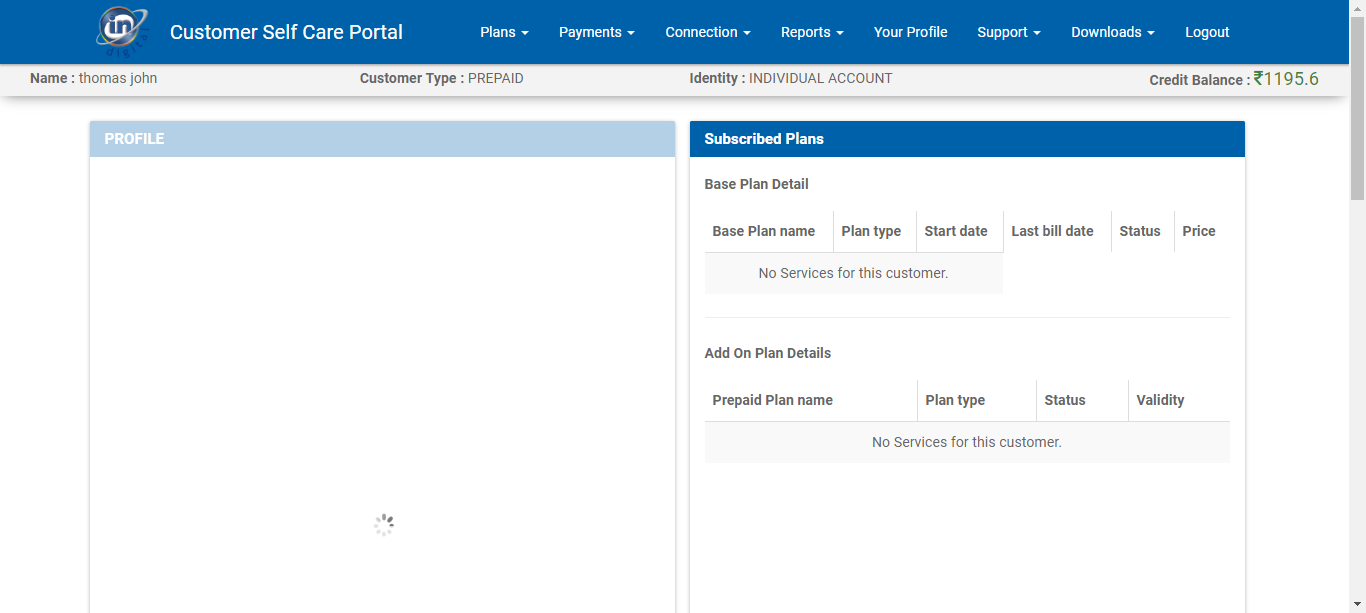 in
digital
Customer Self Care Portal
Plans
Payments
Connection
Reports
Your Profile
Support
Downloads
Logout
Name : thomas john
Customer Type : PREPAID
Identity : INDIVIDUAL ACCOUNT
Credit Balance : ₹1195.6
PROFILE
Subscribed Plans
Base Plan Detail
Base Plan name Plan type Start date Last bill date Status Price
No Services for this customer.
Add On Plan Details
Prepaid Plan name Plan type Status Validity
No Services for this customer.